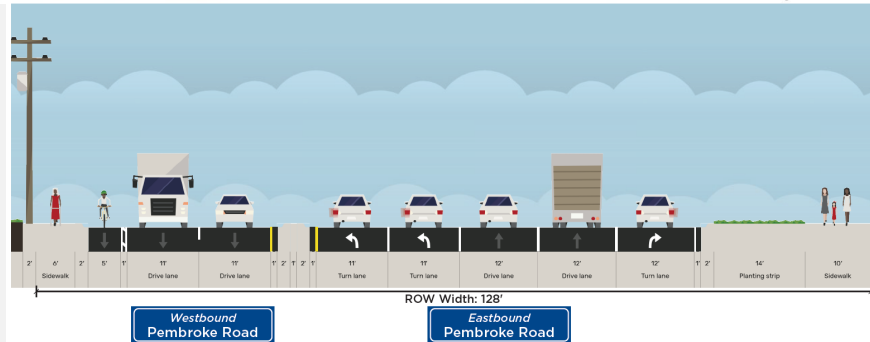 2' 6' 2' 5' 1' 11' 11' 1' 2' 1' 2' 1' 11' 11' 12' 12' 12' 1' 2' 14' 10'
Sidewalk Drive lane Drive lane Turn lane Turn lane Drive lane Drive lane Turn lane Planting strip Sidewalk
ROW Width: 128'
Westbound
Pembroke Road
Eastbound
Pembroke Road